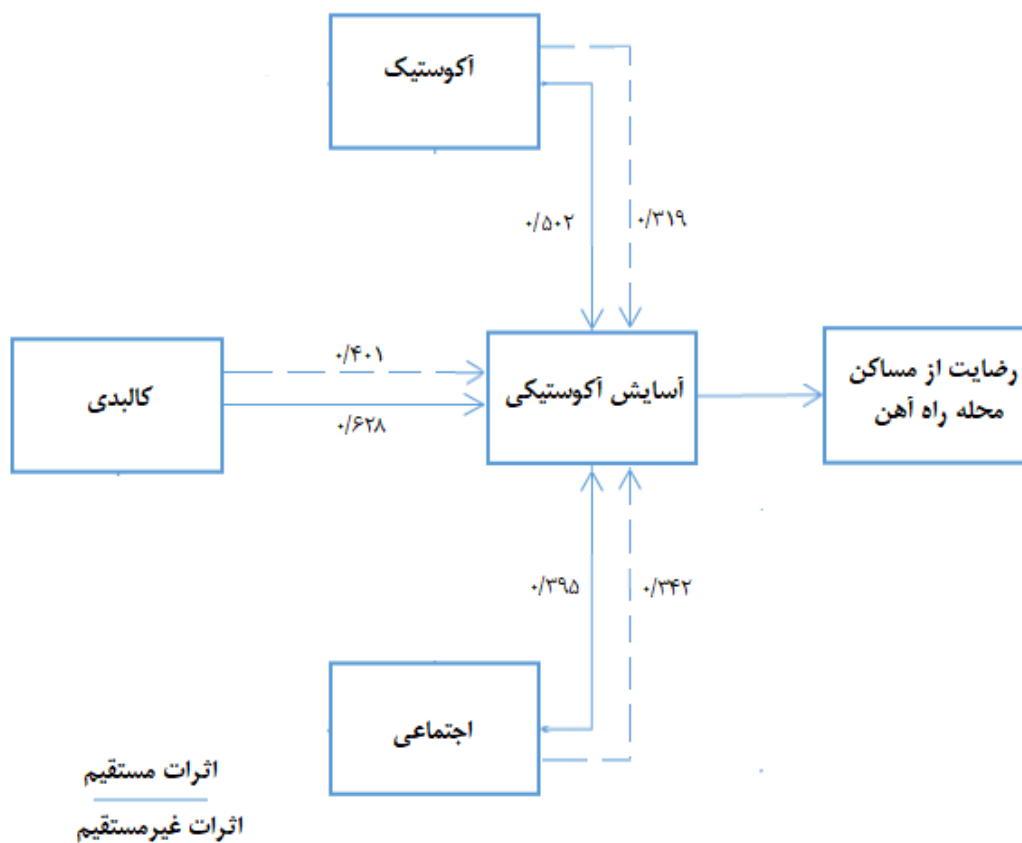 آکوستیک
۰/۵۰۲
۰/۳۱۹
کالبدی
۰/۴۰۱
۰/۶۲۸
آسایش آکوستیکی
رضایت از مساکن
محله راه آهن
۰/۳۹۵
۰/۳۴۲
اجتماعی
اثرات مستقیم
اثرات غیرمستقیم